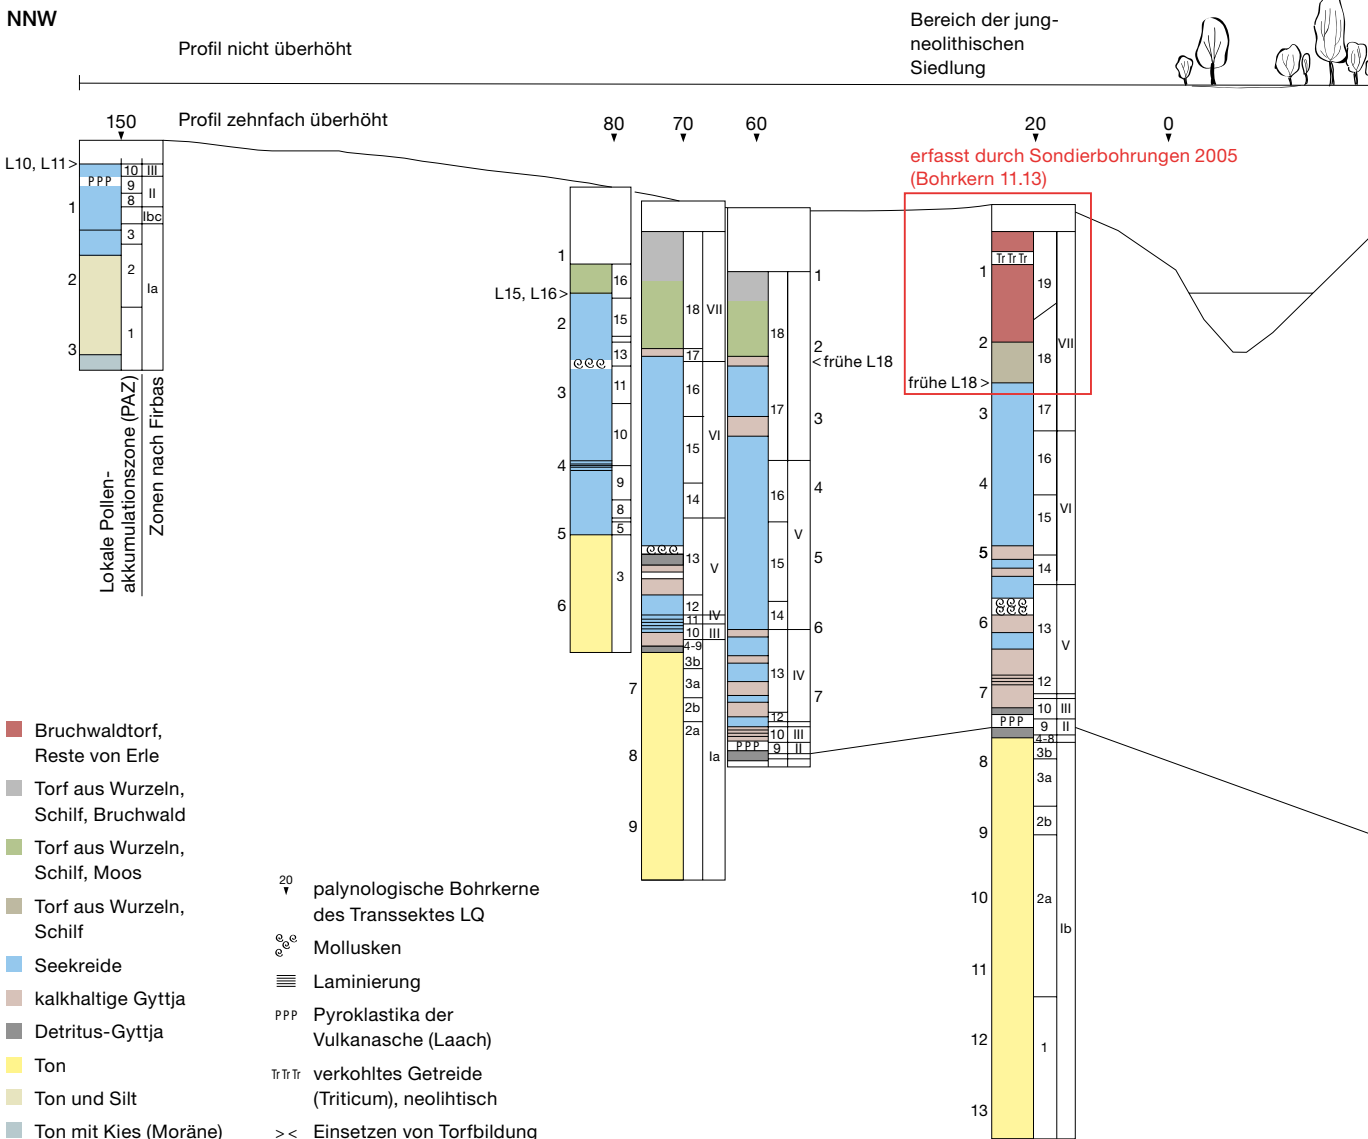 NNW
Profil nicht überhöht
Bereich der jung-
neolithischen
Siedlung
150
Profil zehnfach überhöht
80
70
60
20
0
erfasst durch Sondierbohrungen 2005
(Bohrkern 11.13)
L10, L11 >
PPP
1
2
3
10
9
8
3
2
1
III
II
Ibc
Ia
Lokale Pollen-
akkumulationszone (PAZ)
Zonen nach Firbas
L15, L16 >
1
2
3
4
5
6
16
15
13
11
10
9
8
5
3
7
8
9
18
17
16
15
14
13
12
11
10
4-9
3b
3a
2b
2a
VII
VI
V
IV
III
Ia
PPP
18
17
16
15
14
13
12
10
9
V
IV
III
II
1
2
< frühe L18
3
4
5
6
7
frühe L18 >
1
2
3
4
5
6
7
8
9
10
11
12
13
Tr Tr Tr
PPP
19
18
17
16
15
14
13
12
10
9
4-8
3b
3a
2b
2a
1
VII
VI
V
III
II
Ib
Bruchwaldtorf,
Reste von Erle
Torf aus Wurzeln,
Schilf, Bruchwald
Torf aus Wurzeln,
Schilf, Moos
Torf aus Wurzeln,
Schilf
Seekreide
kalkhaltige Gyttja
Detritus-Gyttja
Ton
Ton und Silt
Ton mit Kies (Moräne)
20
palynologische Bohrkerne
des Transsektes LQ
Mollusken
Laminierung
PPP Pyroklastika der
Vulkanasche (Laach)
Tr Tr Tr verkohltes Getreide
(Triticum), neolihtisch
> < Einsetzen von Torfbildung